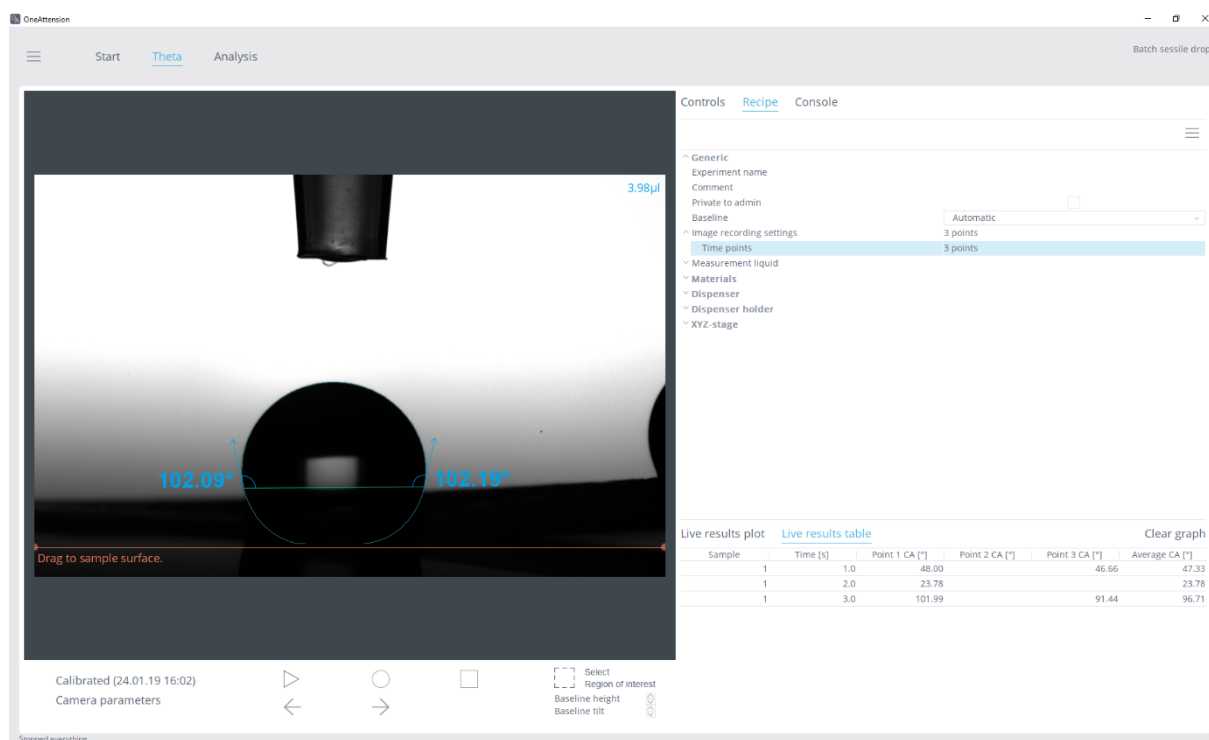 OneAttension
Start Theta Analysis
Batch sessile drop
Controls Recipe Console
Generic
Experiment name
Comment
Private to admin
Baseline Automatic
Image recording settings 3 points
Time points 3 points
Measurement liquid
Materials
Dispenser
Dispenser holder
XYZ-stage
3.98µl
102.09° 102.19°
Drag to sample surface.
Live results plot Live results table Clear graph
Sample Time [s] Point 1 CA [°] Point 2 CA [°] Point 3 CA [°] Average CA [°]
1 1.0 48.00 46.66 47.33
1 2.0 23.78 23.78
1 3.0 101.99 91.44 96.71
Calibrated (24.01.19 16:02)
Camera parameters
Select
Region of interest
Baseline height
Baseline tilt
Stopped everything